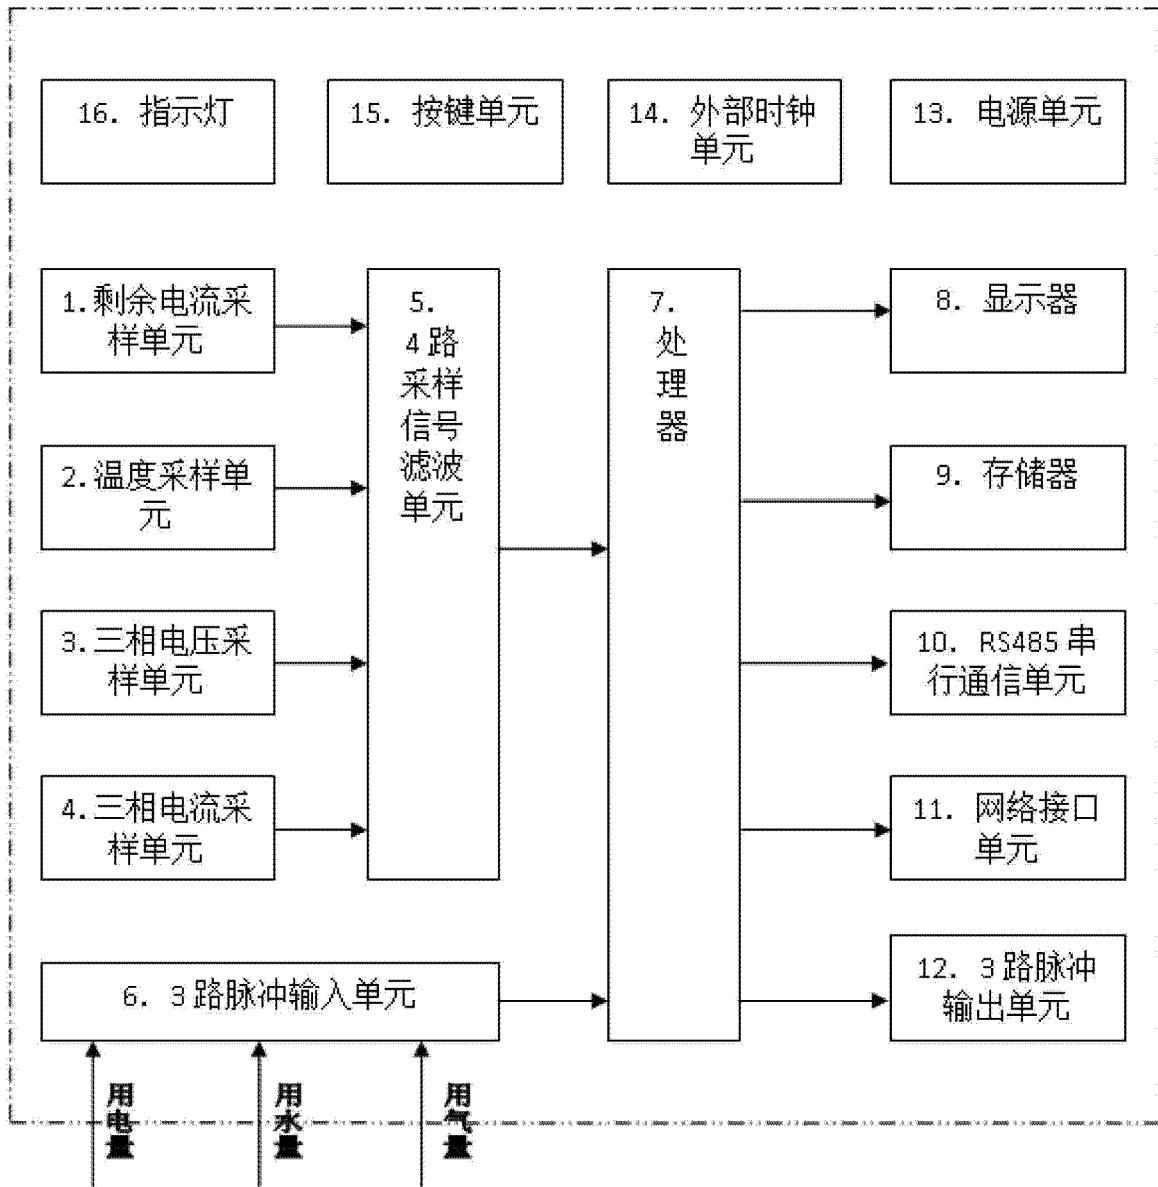 16. 指示灯
15. 按键单元
14. 外部时钟
单元
13. 电源单元
1.剩余电流采
样单元
2.温度采样单
元
3.三相电压采
样单元
4.三相电流采
样单元
5.
4路
采样
信号
滤波
单元
7.
处
理
器
8. 显示器
9. 存储器
10. RS485串
行通信单元
11. 网络接口
单元
12. 3路脉冲
输出单元
6. 3路脉冲输入单元
用电量
用水量
用气量